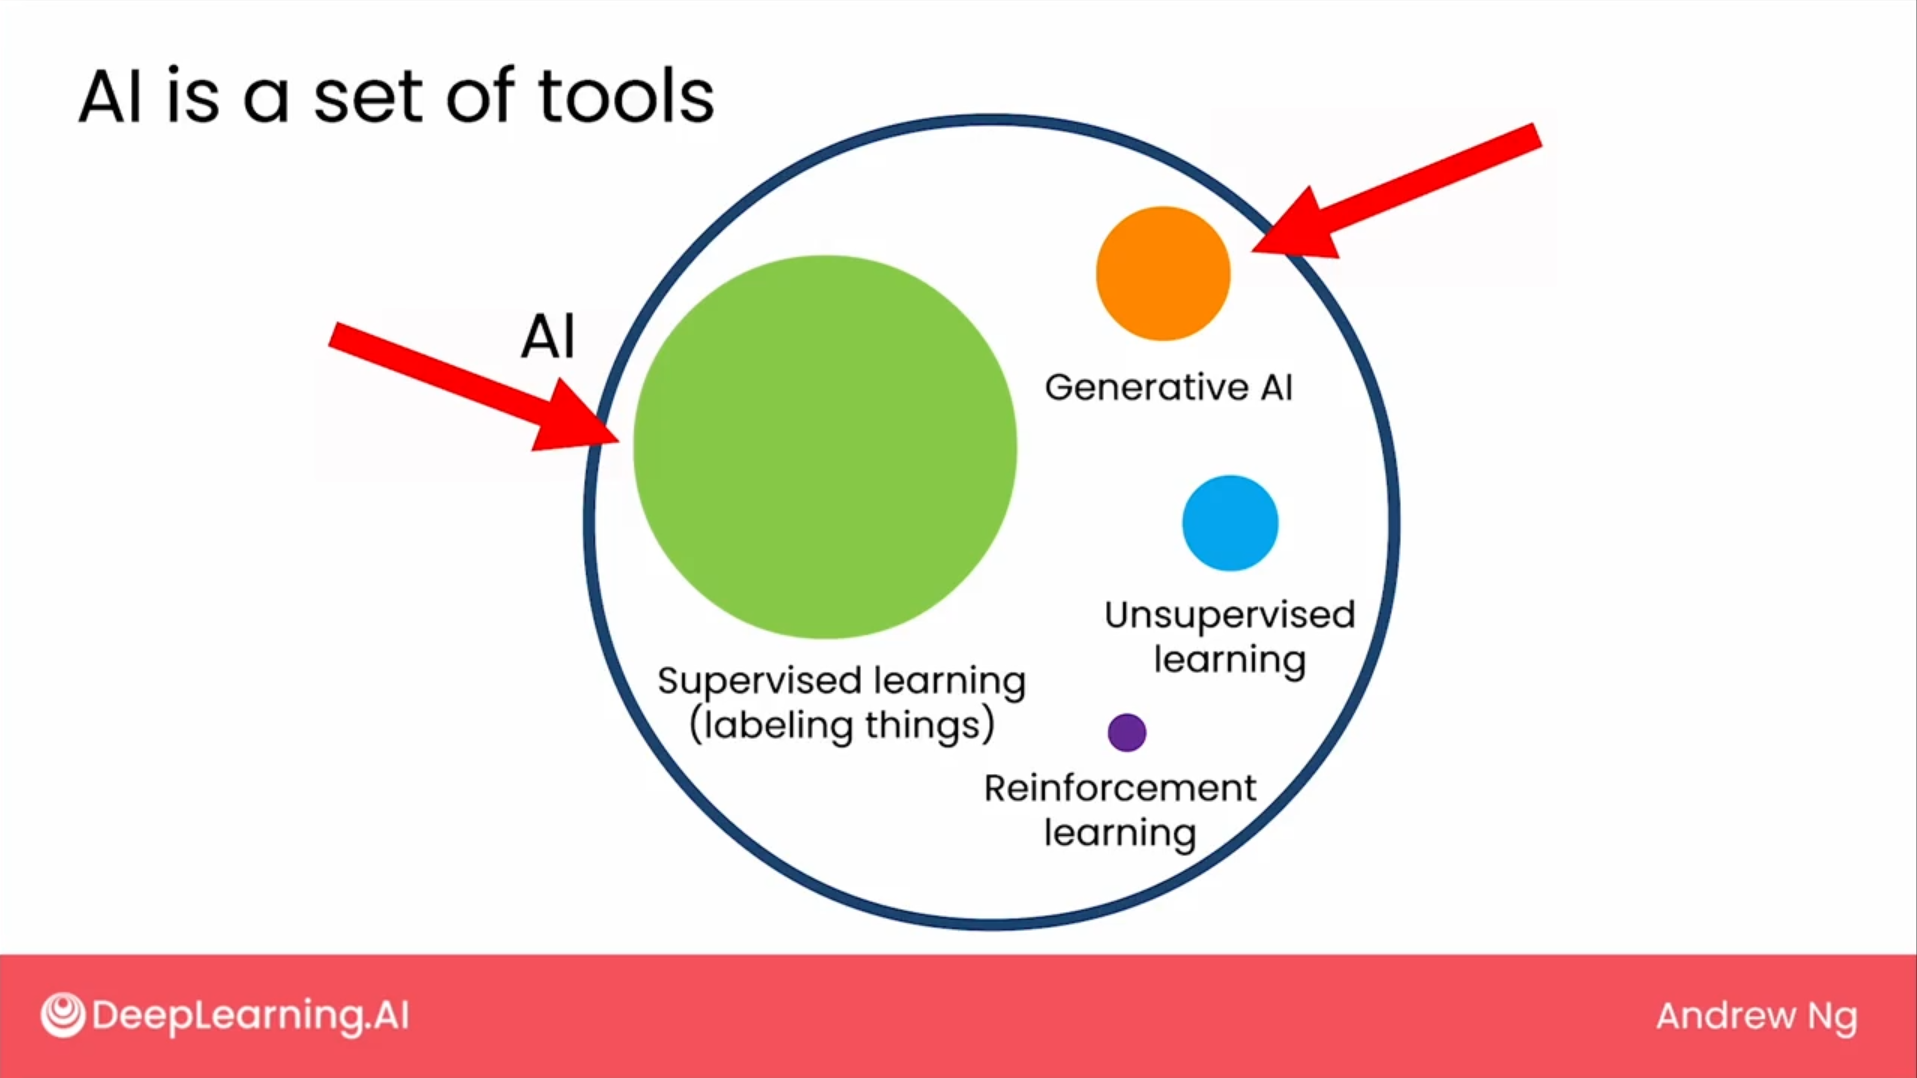 AI is a set of tools
AI
Generative AI
Supervised learning
(labeling things)
Unsupervised
learning
Reinforcement
learning
DeepLearning.AI
Andrew Ng